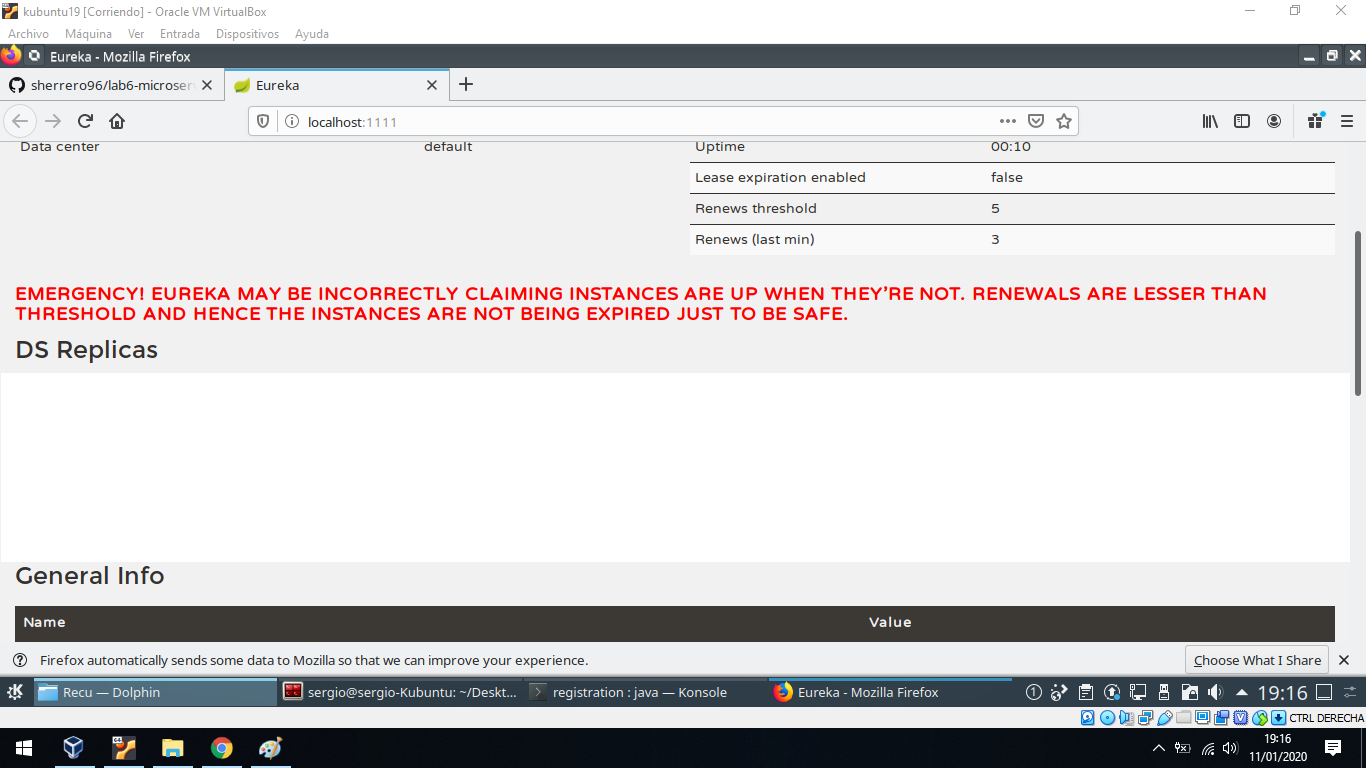 kubuntu19 [Corriendo] - Oracle VM VirtualBox
Archivo Máquina Ver Entrada Dispositivos Ayuda
Eureka - Mozilla Firefox
sherrero96/lab6-microser
Eureka
localhost:1111
Data center default
Uptime 00:10
Lease expiration enabled false
Renews threshold 5
Renews (last min) 3
EMERGENCY! EUREKA MAY BE INCORRECTLY CLAIMING INSTANCES ARE UP WHEN THEY'RE NOT. RENEWALS ARE LESSER THAN
THRESHOLD AND HENCE THE INSTANCES ARE NOT BEING EXPIRED JUST TO BE SAFE.
DS Replicas
General Info
Name Value
Firefox automatically sends some data to Mozilla so that we can improve your experience.
Choose What I Share
Recu — Dolphin
sergio@sergio-Kubuntu: ~/Deskt...
registration : java — Konsole
Eureka - Mozilla Firefox
19:16
CTRL DERECHA
19:16
11/01/2020